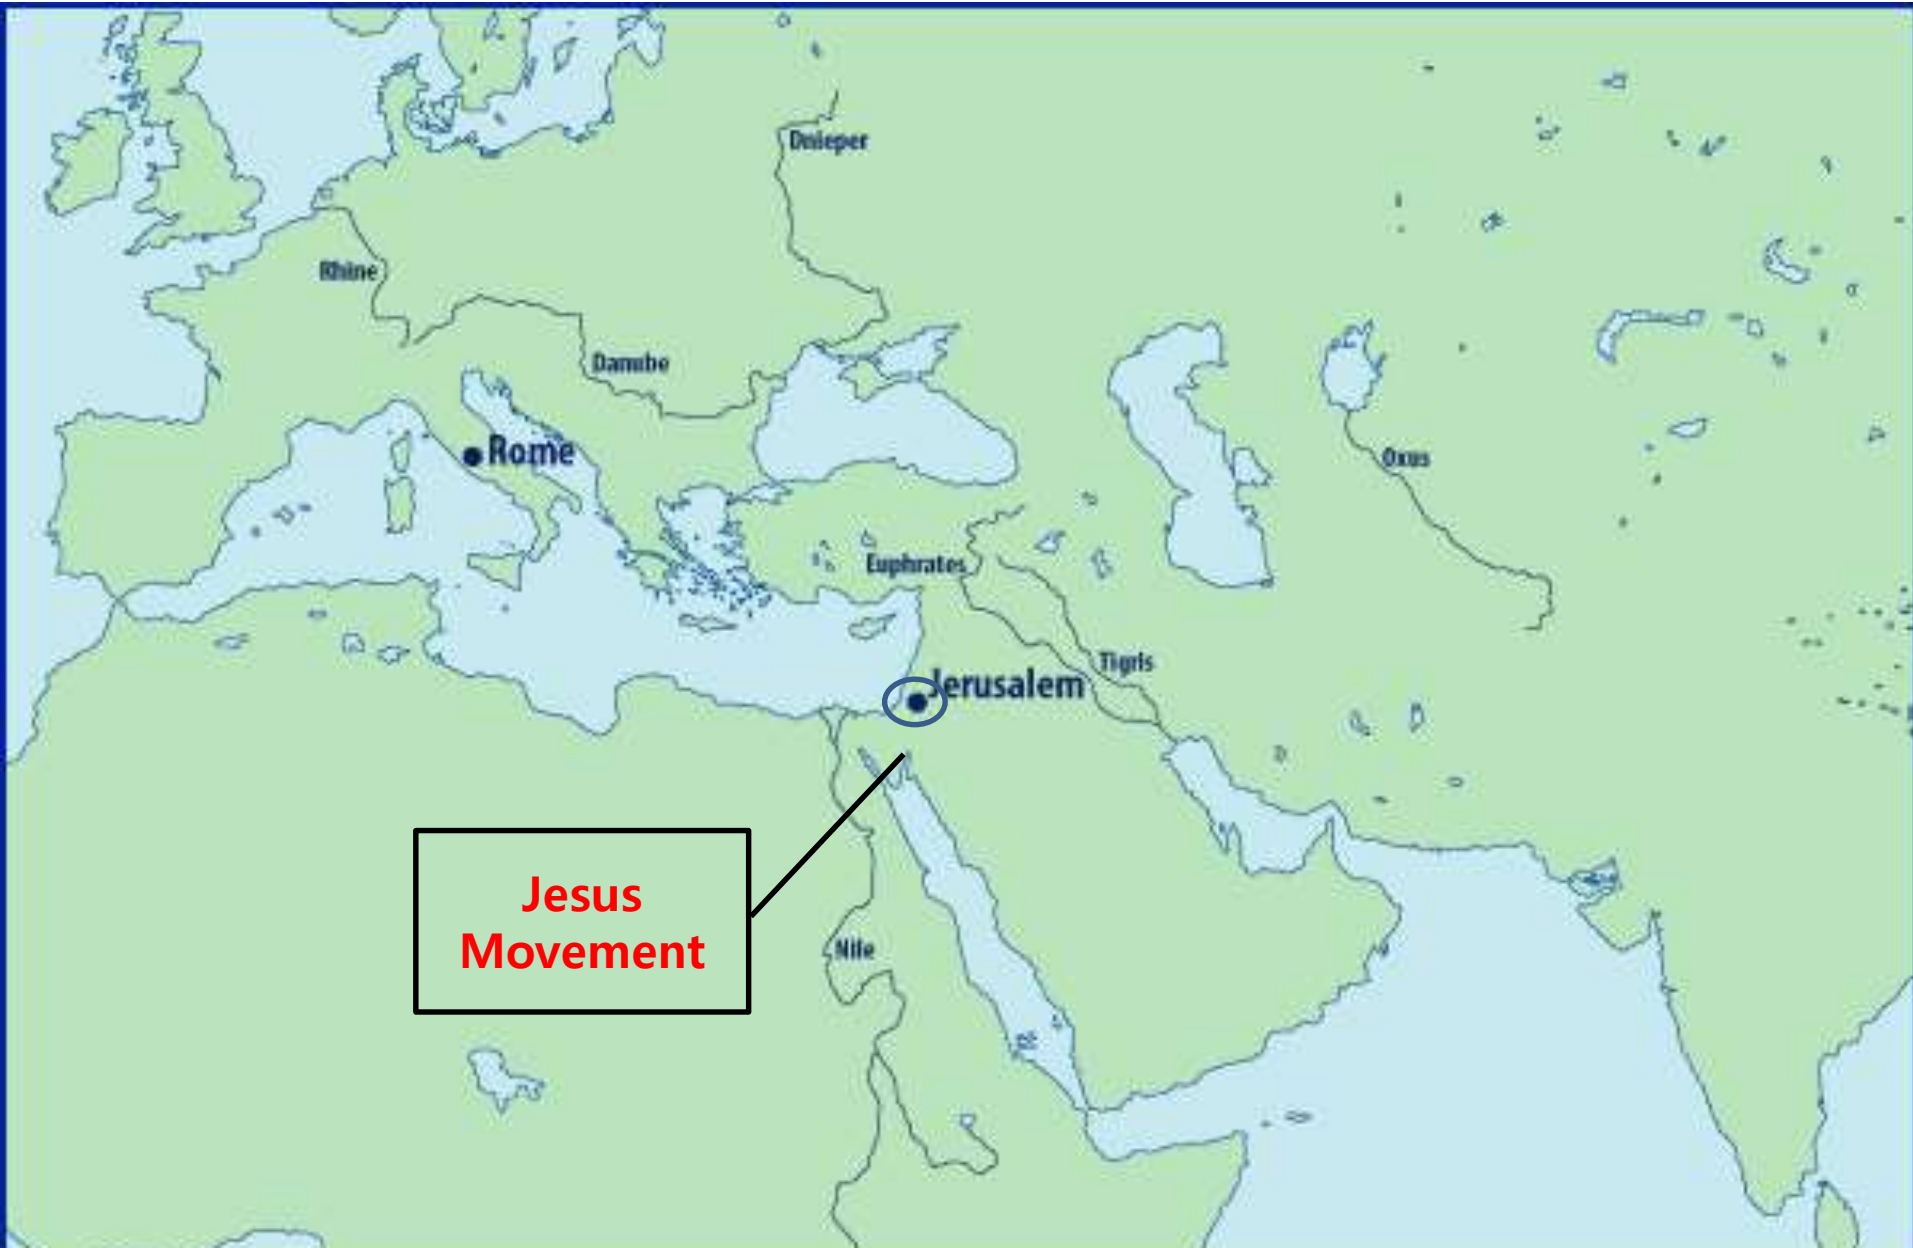 Dnieper
Rhine
Danube
Rome
Oxus
Euphrates
Tigris
Jerusalem
Jesus
Movement
Nile